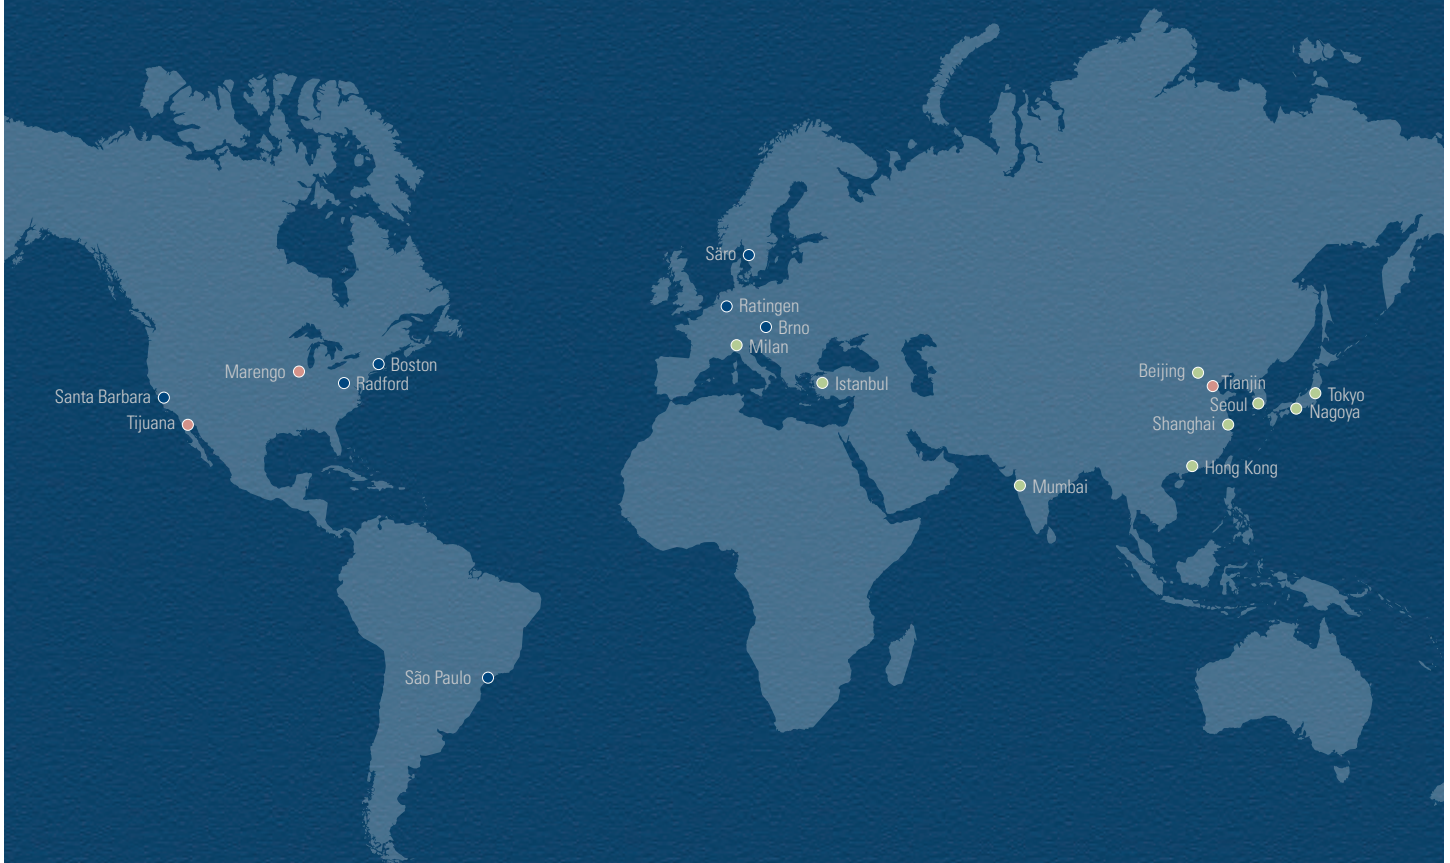 Säro
Ratingen
Brno
Milan
Boston
Marengo
Radford
Istanbul
Beijing
Tianjin
Santa Barbara
Seoul
Tokyo
Nagoya
Tijuana
Shanghai
Hong Kong
Mumbai
São Paulo